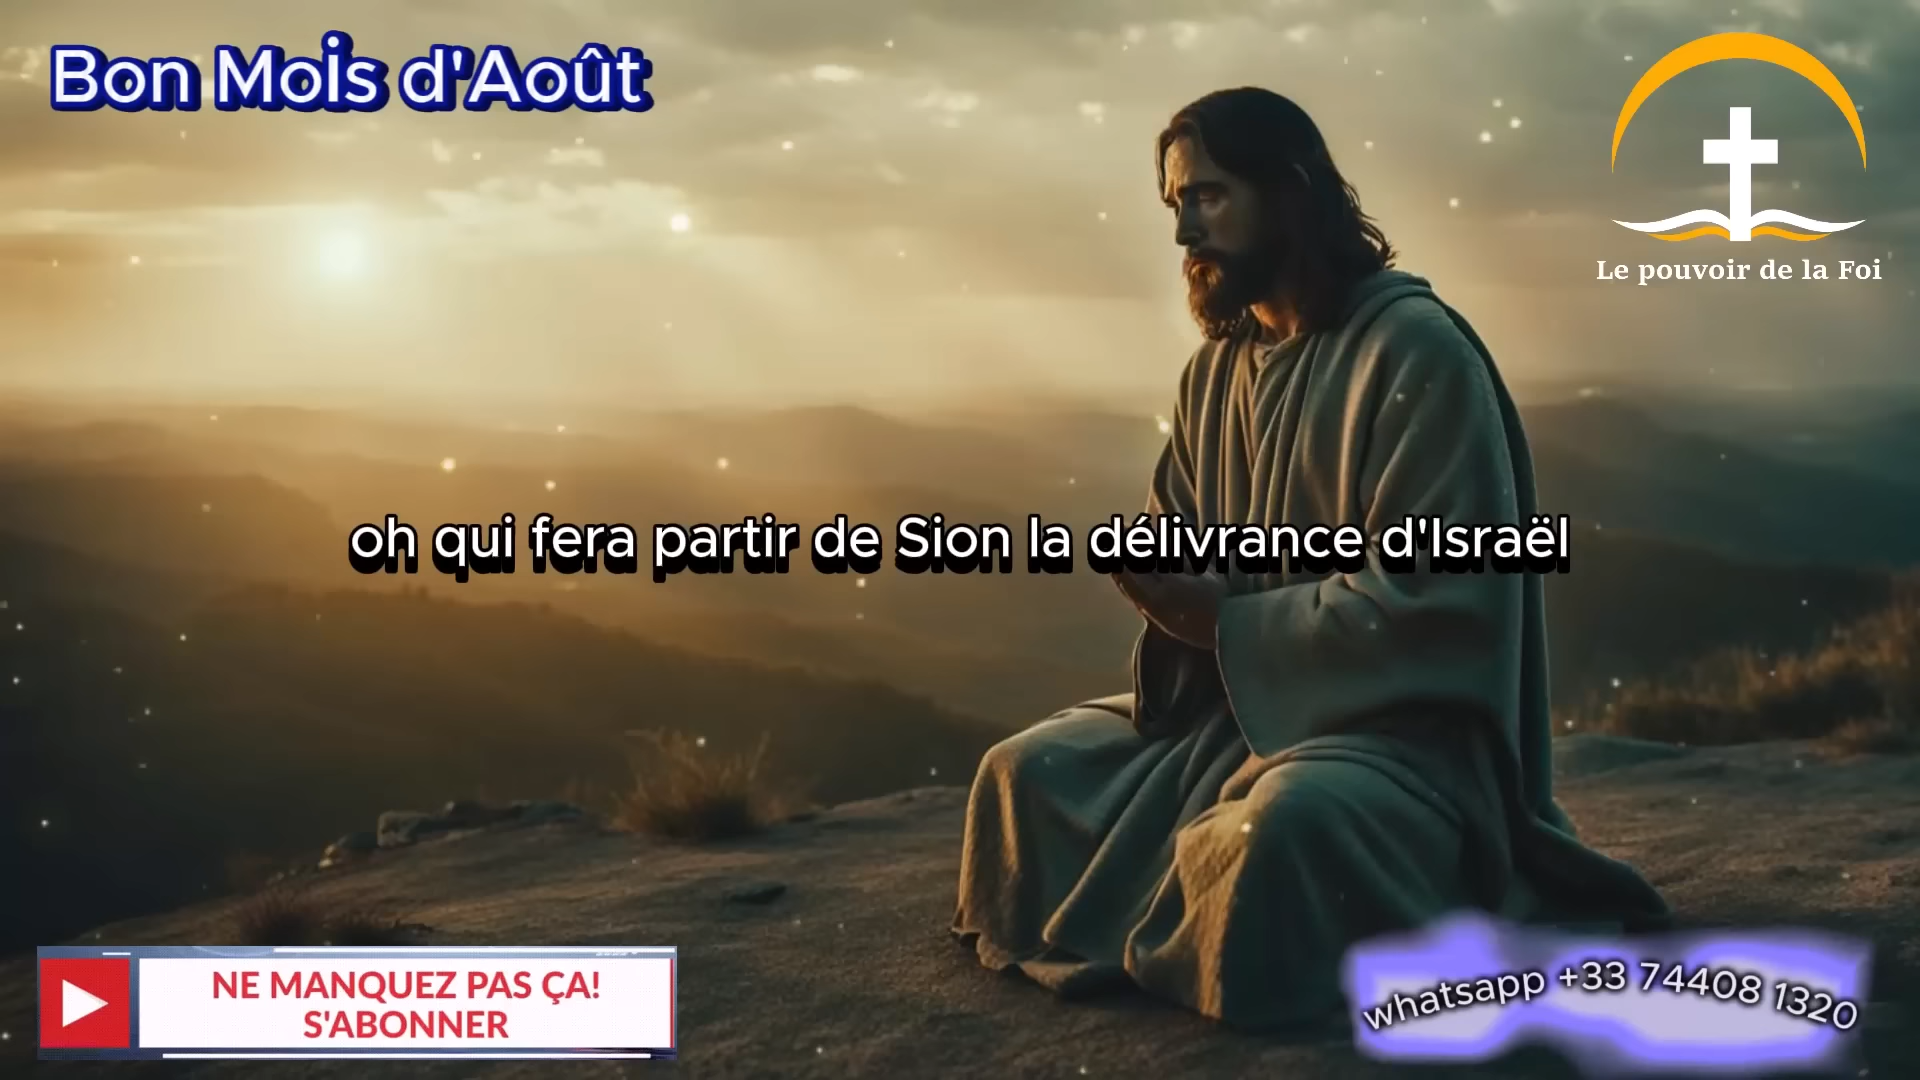 Bon Mois d'Août
Le pouvoir de la Foi
oh qui fera partir de Sion la délivrance d'Israël
NE MANQUEZ PAS ÇA!
S'ABONNER
whatsapp +33 74408 1320